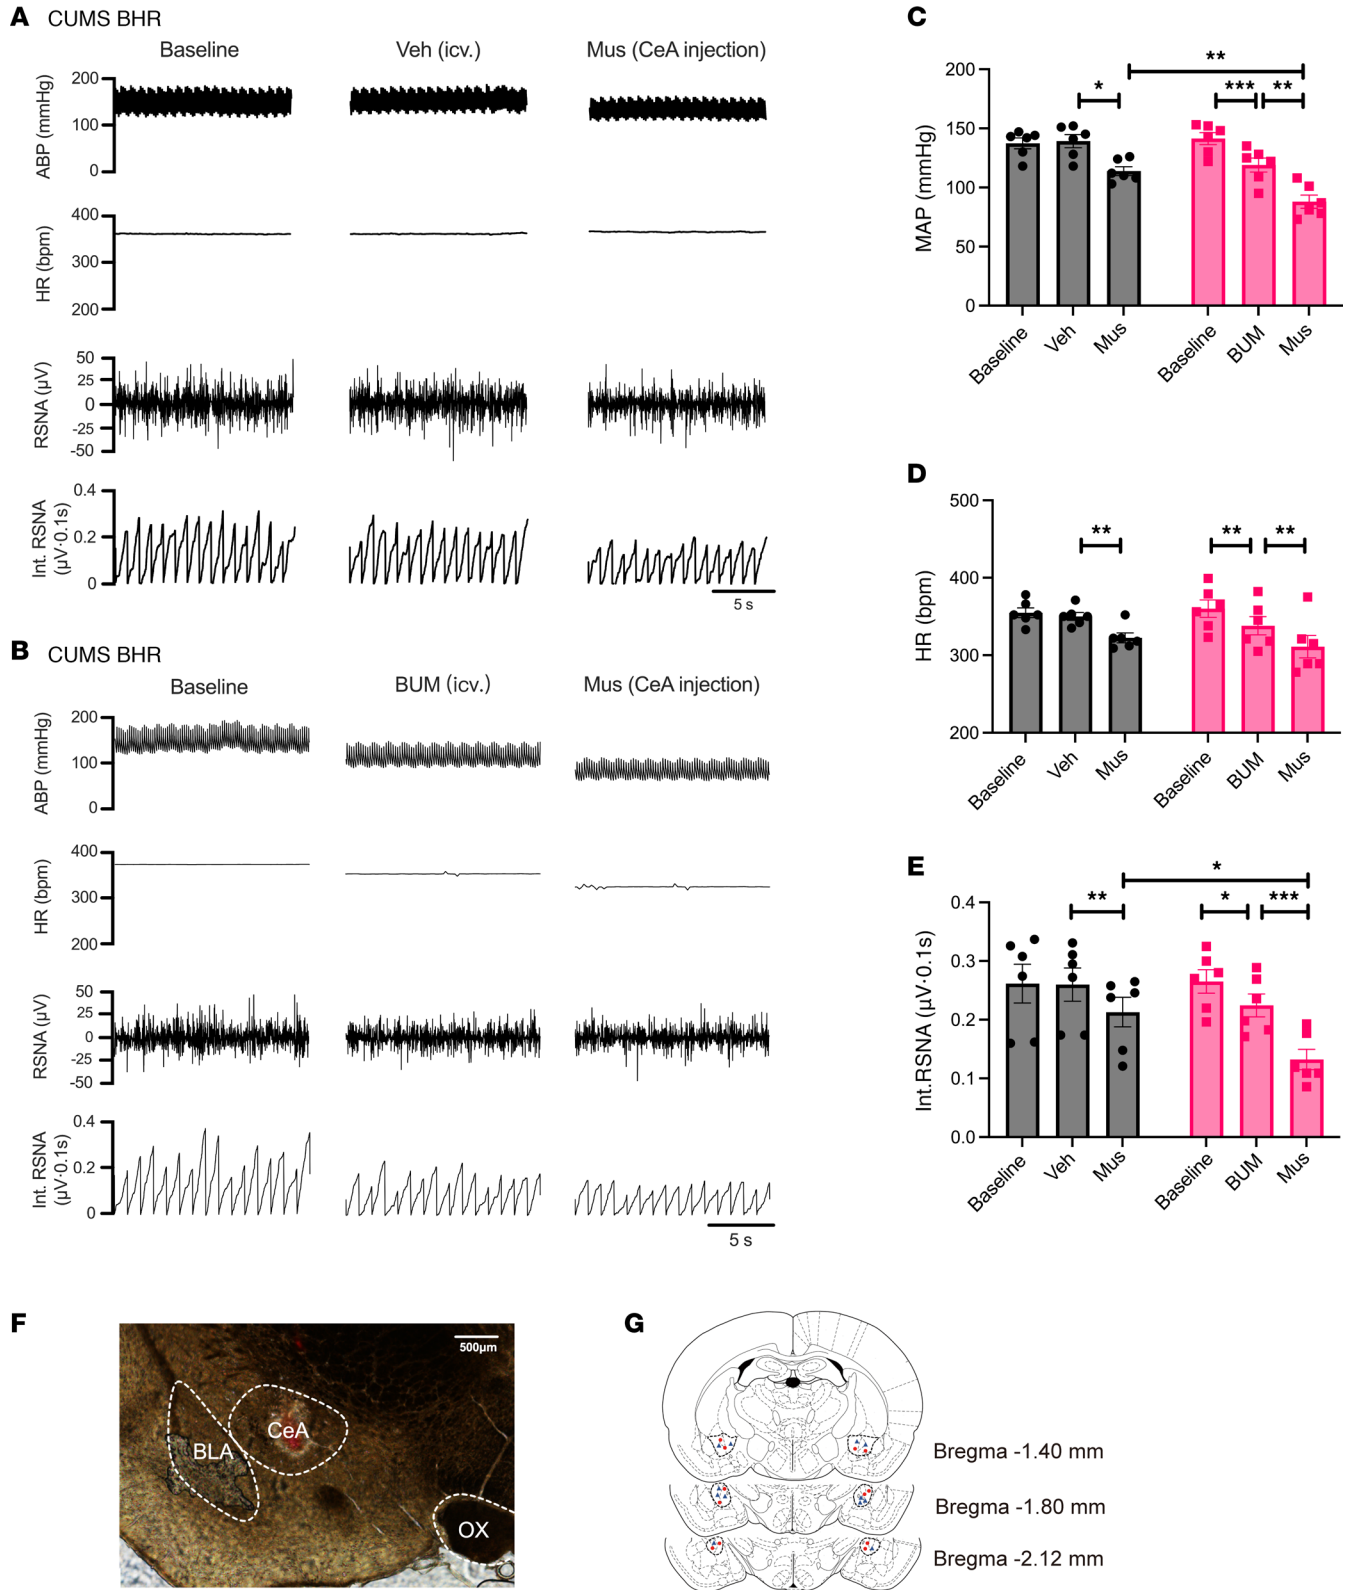 A CUMS BHR
Baseline Veh (icv.) Mus (CeA injection)
ABP (mmHg)
200
100
0
HR (bpm)
400
300
200
RSNA (µV)
50
25
0
-25
-50
Int. RSNA
(µV·0.1s)
0.4
0.2
0
5 s
B CUMS BHR
Baseline BUM (icv.) Mus (CeA injection)
ABP (mmHg)
200
100
0
HR (bpm)
400
300
200
RSNA (µV)
50
25
0
-25
-50
Int. RSNA
(µV·0.1s)
0.4
0.2
0
5 s
C
MAP (mmHg)
200
150
100
50
0
** 
* *** **
Baseline Veh Mus Baseline BUM Mus
D
HR (bpm)
500
400
300
200
** ** **
Baseline Veh Mus Baseline BUM Mus
E
Int.RSNA (µV·0.1s)
0.4
0.3
0.2
0.1
0.0
*
** * ***
Baseline Veh Mus Baseline BUM Mus
F
500µm
CeA
BLA
OX
G
Bregma -1.40 mm
Bregma -1.80 mm
Bregma -2.12 mm